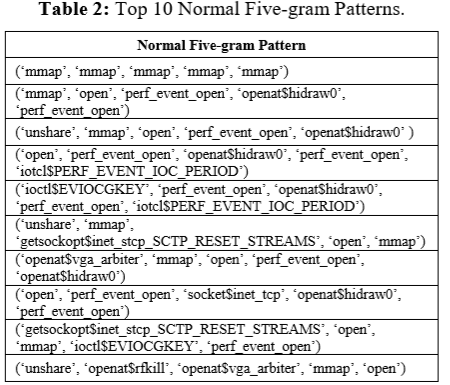 Table 2: Top 10 Normal Five-gram Patterns.
Normal Five-gram Pattern
(‘mmap‘, ‘mmap‘, ‘mmap‘, ‘mmap‘, ‘mmap‘)
(‘mmap‘, ‘open‘, ‘perf_event_open‘, ‘openat$hidraw0‘,
‘perf_event_open‘)
(‘unshare‘, ‘mmap‘, ‘open‘, ‘perf_event_open‘, ‘openat$hidraw0‘ )
(‘open‘, ‘perf_event_open‘, ‘openat$hidraw0‘, ‘perf_event_open‘,
‘iotcl$PERF_EVENT_IOC_PERIOD‘)
(‘ioctl$EVIOCGKEY‘, ‘perf_event_open‘, ‘openat$hidraw0‘,
‘perf_event_open‘, ‘iotcl$PERF_EVENT_IOC_PERIOD‘)
(‘unshare‘, ‘mmap‘,
‘getsockopt$inet_stcp_SCTP_RESET_STREAMS‘, ‘open‘, ‘mmap‘)
(‘openat$vga_arbiter‘, ‘mmap‘, ‘open‘, ‘perf_event_open‘,
‘openat$hidraw0‘)
(‘open‘, ‘perf_event_open‘, ‘socket$inet_tcp‘, ‘openat$hidraw0‘,
‘perf_event_open‘)
(‘getsockopt$inet_stcp_SCTP_RESET_STREAMS‘, ‘open‘,
‘mmap‘, ‘ioctl$EVIOCGKEY‘, ‘perf_event_open‘)
(‘unshare‘, ‘openat$rfkill‘, ‘openat$vga_arbiter‘, ‘mmap‘, ‘open‘)